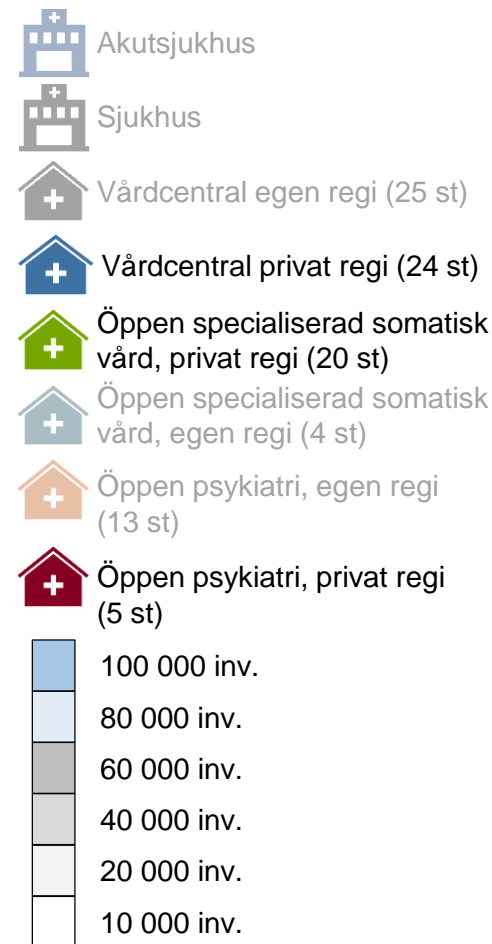 Akutsjukhus
Sjukhus
Vårdcentral egen regi (25 st)
Vårdcentral privat regi (24 st)
Öppen specialiserad somatisk
vård, privat regi (20 st)
Öppen specialiserad somatisk
vård, egen regi (4 st)
Öppen psykiatri, egen regi
(13 st)
Öppen psykiatri, privat regi
(5 st)
100 000 inv.
80 000 inv.
60 000 inv.
40 000 inv.
20 000 inv.
10 000 inv.